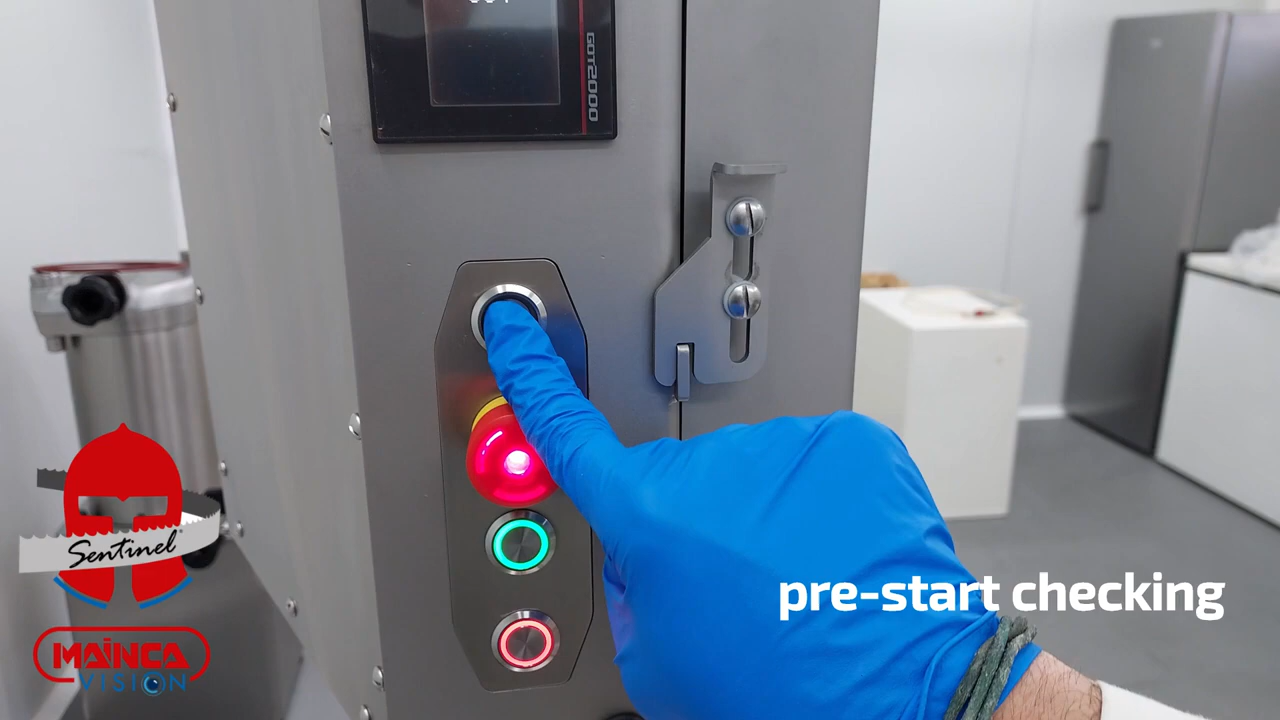 GOT2000
pre-start checking
Sentinel
MAINCA
VISION